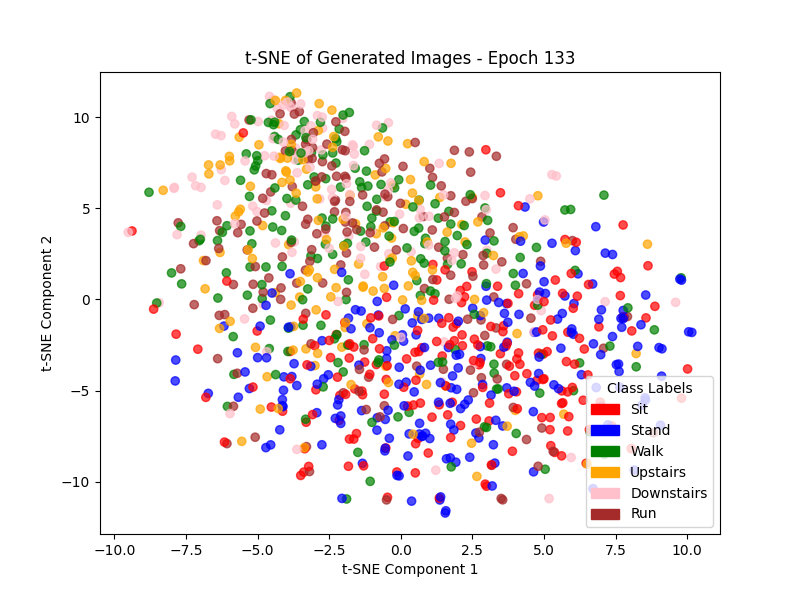 t-SNE of Generated Images - Epoch 133
t-SNE Component 2
10
5
0
−5
−10
Class Labels
Sit
Stand
Walk
Upstairs
Downstairs
Run
−10.0 −7.5 −5.0 −2.5 0.0 2.5 5.0 7.5 10.0
t-SNE Component 1